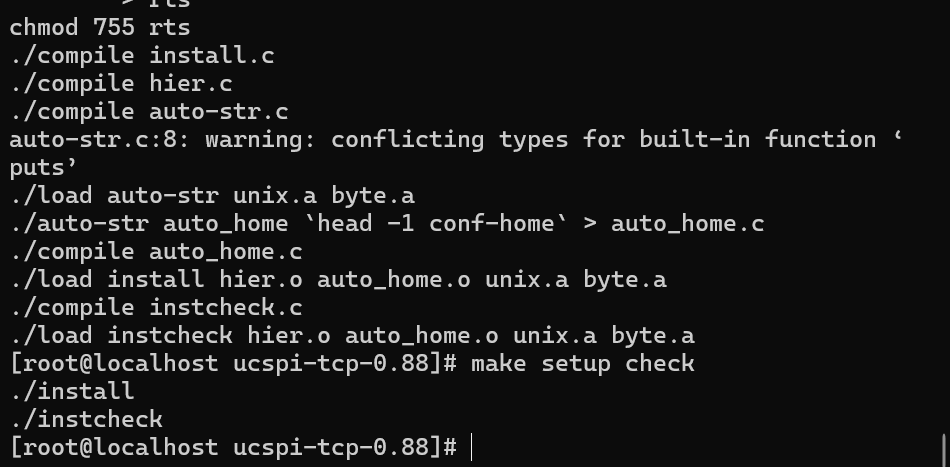 > rts
chmod 755 rts
./compile install.c
./compile hier.c
./compile auto-str.c
auto-str.c:8: warning: conflicting types for built-in function ‘
puts’
./load auto-str unix.a byte.a
./auto-str auto_home `head -1 conf-home` > auto_home.c
./compile auto_home.c
./load install hier.o auto_home.o unix.a byte.a
./compile instcheck.c
./load instcheck hier.o auto_home.o unix.a byte.a
[root@localhost ucspi-tcp-0.88]# make setup check
./install
./instcheck
[root@localhost ucspi-tcp-0.88]#